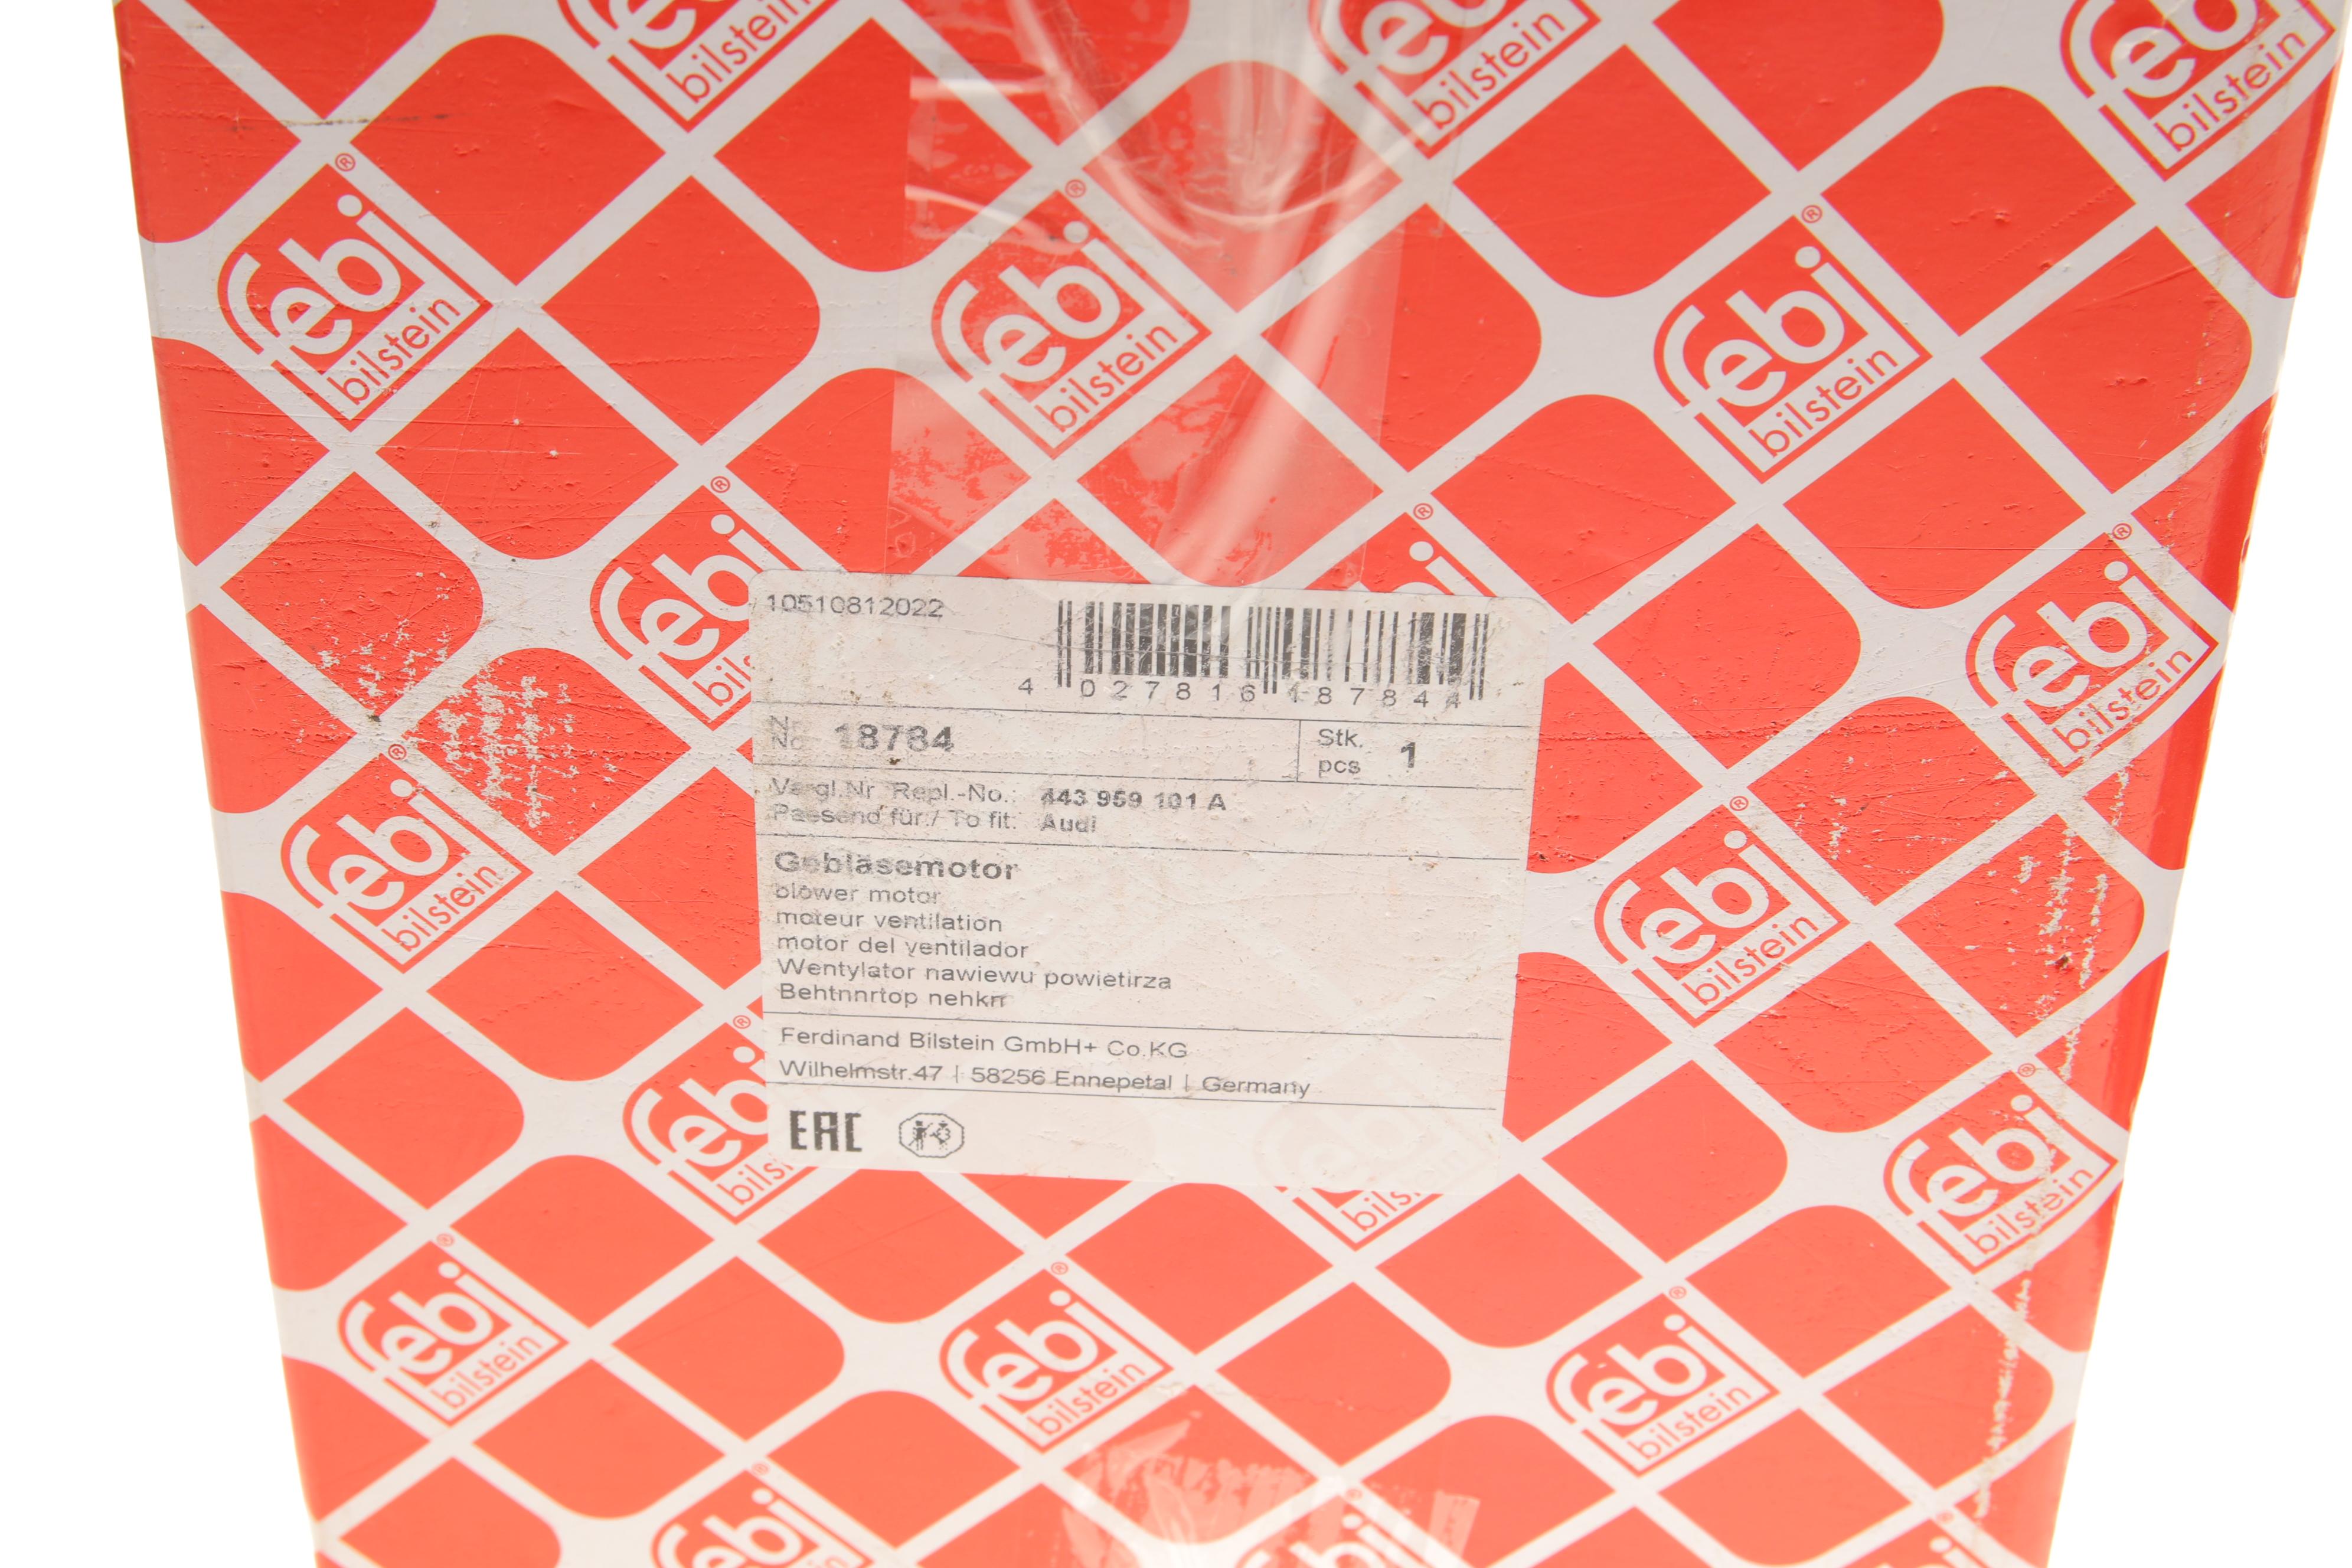 febi
bilstein
10510812022
4 027816 187844
Nr.
No. 18784
Stk.
pcs 1
Vergl.Nr. Repl.-No.: 443 959 101 A
Passend für:/ To fit: Audi
Gebläsemotor
blower motor
moteur ventilation
motor del ventilador
Wentylator nawiewu powietirza
Behtnnrtop nehkrr
Ferdinand Bilstein GmbH+ Co.KG
Wilhelmstr.47 | 58256 Ennepetal | Germany
EAC